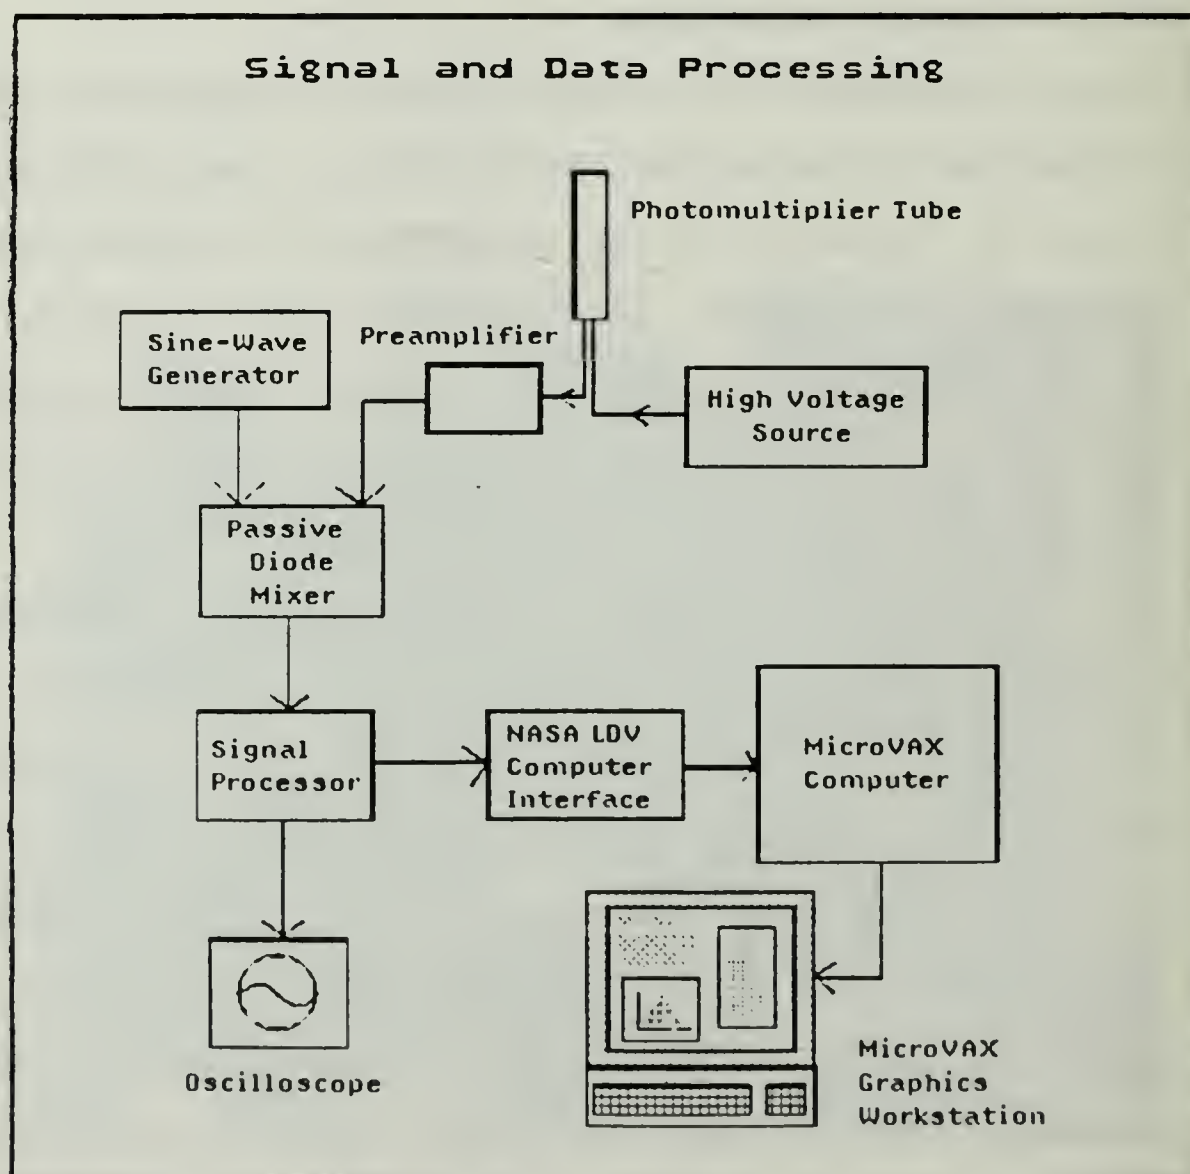 Signal and Data Processing
Photomultiplier Tube
Sine-Wave
Generator
Preamplifier
High Voltage
Source
Passive
Diode
Mixer
Signal
Processor
NASA LDV
Computer
Interface
MicroVAX
Computer
Oscilloscope
MicroVAX
Graphics
Workstation